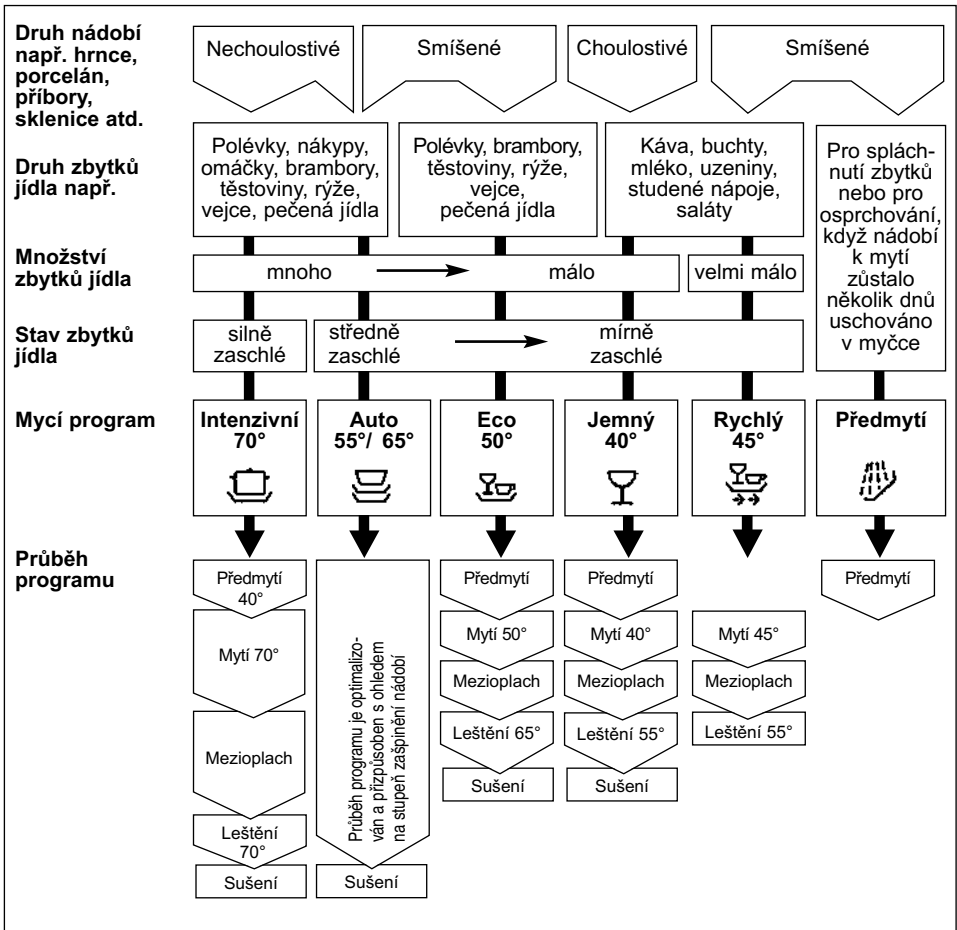 Druh nádobí
např. hrnce,
porcelán,
příbory,
sklenice atd.
Nechoulostivé
Smíšené
Choulostivé
Smíšené
Druh zbytků
jídla např.
Polévky, nákypy,
omáčky, brambory,
těstoviny, rýže,
vejce, pečená jídla
Polévky, brambory,
těstoviny, rýže,
vejce,
pečená jídla
Káva, buchty,
mléko, uzeniny,
studené nápoje,
saláty
Pro splách-
nutí zbytků
nebo pro
osprchování,
když nádobí
k mytí
zůstalo
několik dnů
uschováno
v myčce
Množství
zbytků jídla
mnoho
málo
velmi málo
Stav zbytků
jídla
silně
zaschlé
středně
zaschlé
mírně
zaschlé
Mycí program
Intenzivní
70°
Auto
55°/ 65°
Eco
50°
Jemný
40°
Rychlý
45°
Předmytí
Průběh
programu
Předmytí
40°
Mytí 70°
Mezioplach
Leštění
70°
Sušení
Průběh programu je optimalizo-
ván a přizpůsoben s ohledem
na stupeň zašpinění nádobí
Sušení
Předmytí
Mytí 50°
Mezioplach
Leštění 65°
Sušení
Předmytí
Mytí 40°
Mezioplach
Leštění 55°
Sušení
Mytí 45°
Mezioplach
Leštění 55°
Předmytí